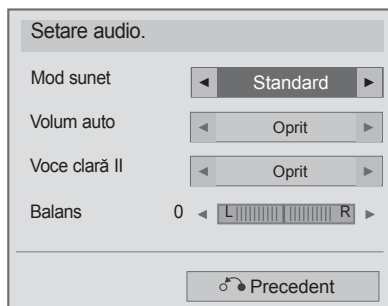 Setare audio.
Mod sunet ◄ Standard ►
Volum auto ◄ Oprit ►
Voce clară II ◄ Oprit ►
Balans 0 ◄ L R ►
Precedent